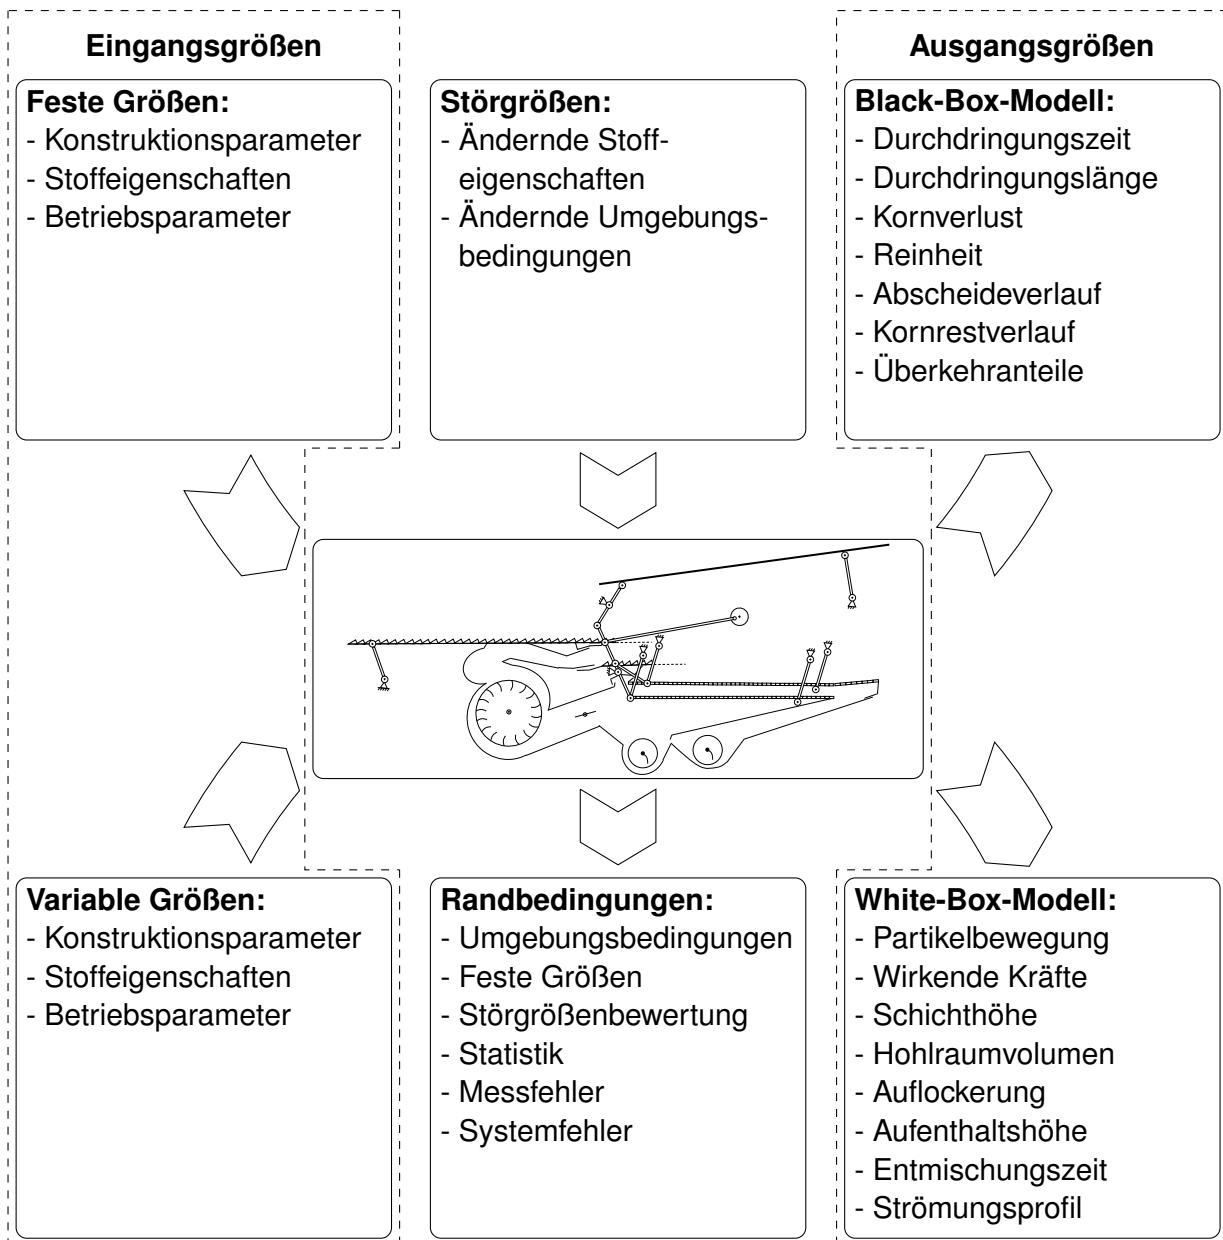 Eingangsgrößen
Feste Größen:
- Konstruktionsparameter
- Stoffeigenschaften
- Betriebsparameter
Störgrößen:
- Ändernde Stoff-
eigenschaften
- Ändernde Umgebungs-
bedingungen
Ausgangsgrößen
Black-Box-Modell:
- Durchdringungszeit
- Durchdringungslänge
- Kornverlust
- Reinheit
- Abscheideverlauf
- Kornrestverlauf
- Überkehranteile
Variable Größen:
- Konstruktionsparameter
- Stoffeigenschaften
- Betriebsparameter
Randbedingungen:
- Umgebungsbedingungen
- Feste Größen
- Störgrößenbewertung
- Statistik
- Messfehler
- Systemfehler
White-Box-Modell:
- Partikelbewegung
- Wirkende Kräfte
- Schichthöhe
- Hohlraumvolumen
- Auflockerung
- Aufenthaltshöhe
- Entmischungszeit
- Strömungsprofil